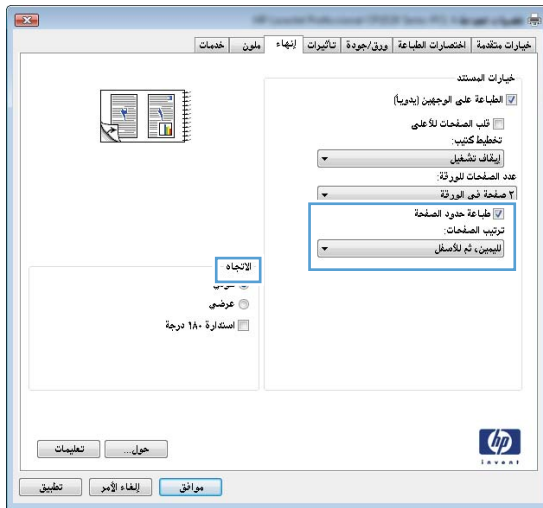 خيارات متقدمة اختصارات الطباعة ورق/جودة تأثيرات إنهاء ملون خدمات
خيارات المستند
الطباعة على الوجهين (يدوياً)
قلب الصفحات للأعلى
تخطيط كتيب:
إيقاف تشغيل
عدد الصفحات للورقة:
٢ صفحة في الورقة
طباعة حدود الصفحة
ترتيب الصفحات:
لليمين، ثم للأسفل
الاتجاه
عرضي
استدارة ١٨٠ درجة
hp
invent
حول... تعليمات
موافق إلغاء الأمر تطبيق